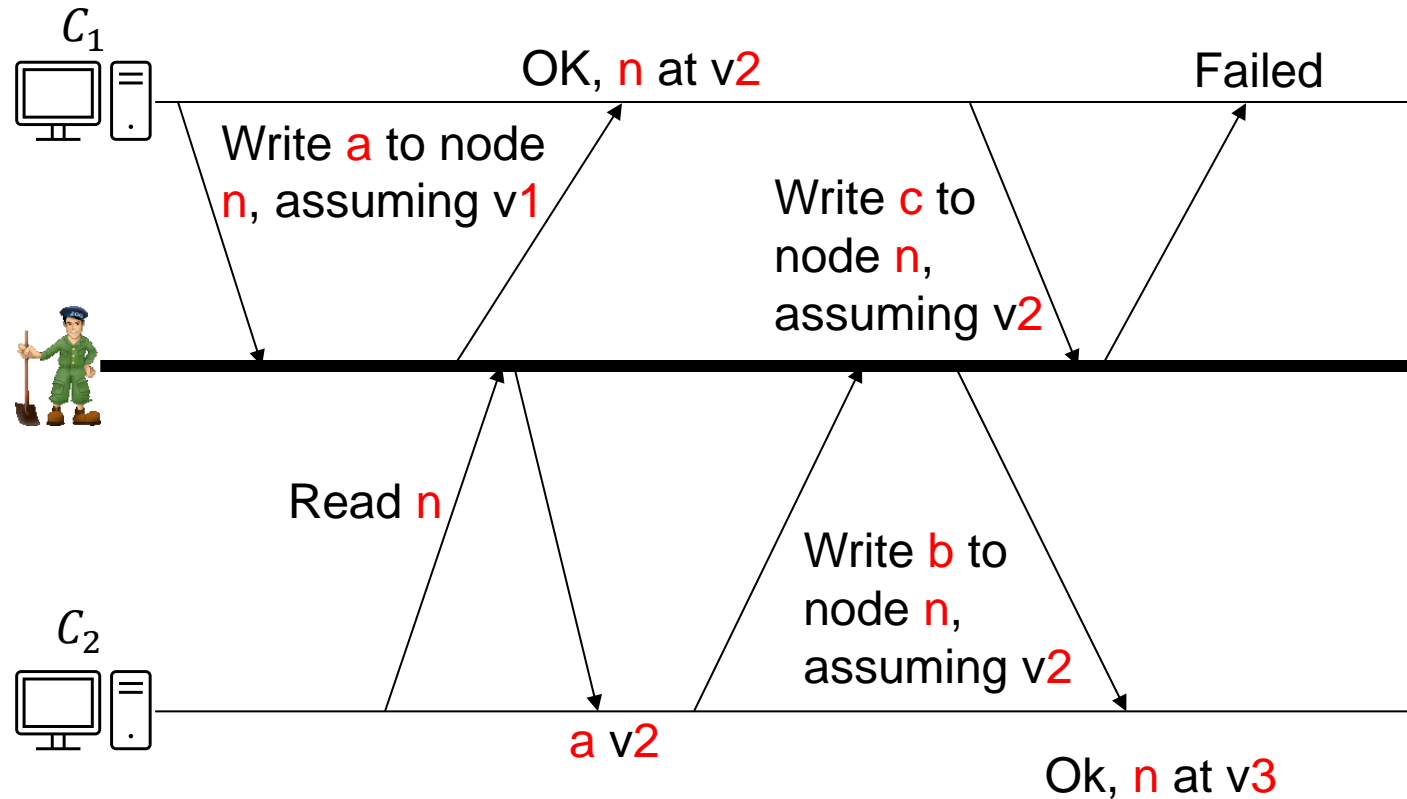 C₁
OK, n at v2
Failed
Write a to node
n, assuming v1
Write c to
node n,
assuming v2
Read n
Write b to
node n,
assuming v2
C₂
a v2
Ok, n at v3